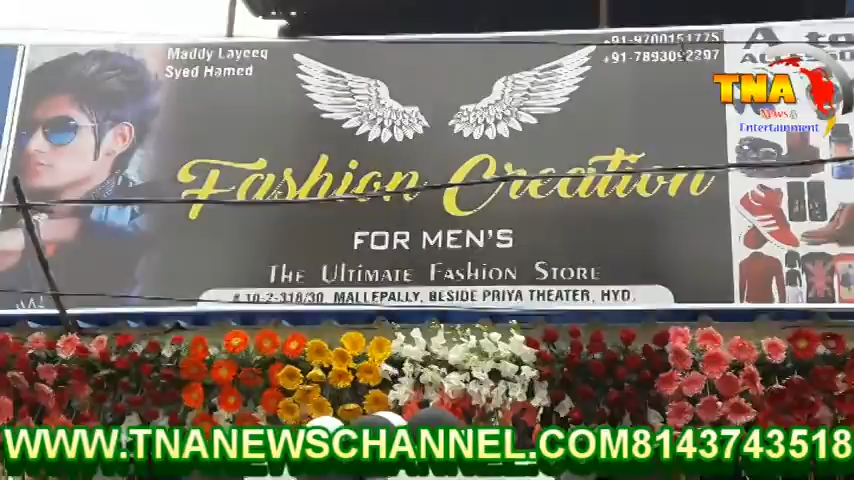 Maddy Layeeq
Syed Hamed
+91-9700151775
+91-7893092297
A to
TNA
News &
Entertainment
Fashion Creation
FOR MEN'S
THE ULTIMATE FASHION STORE
MALLEPALLY, BESIDE PRIYA THEATER, HYD.
WWW.TNANEWSCHANNEL.COM8143743518